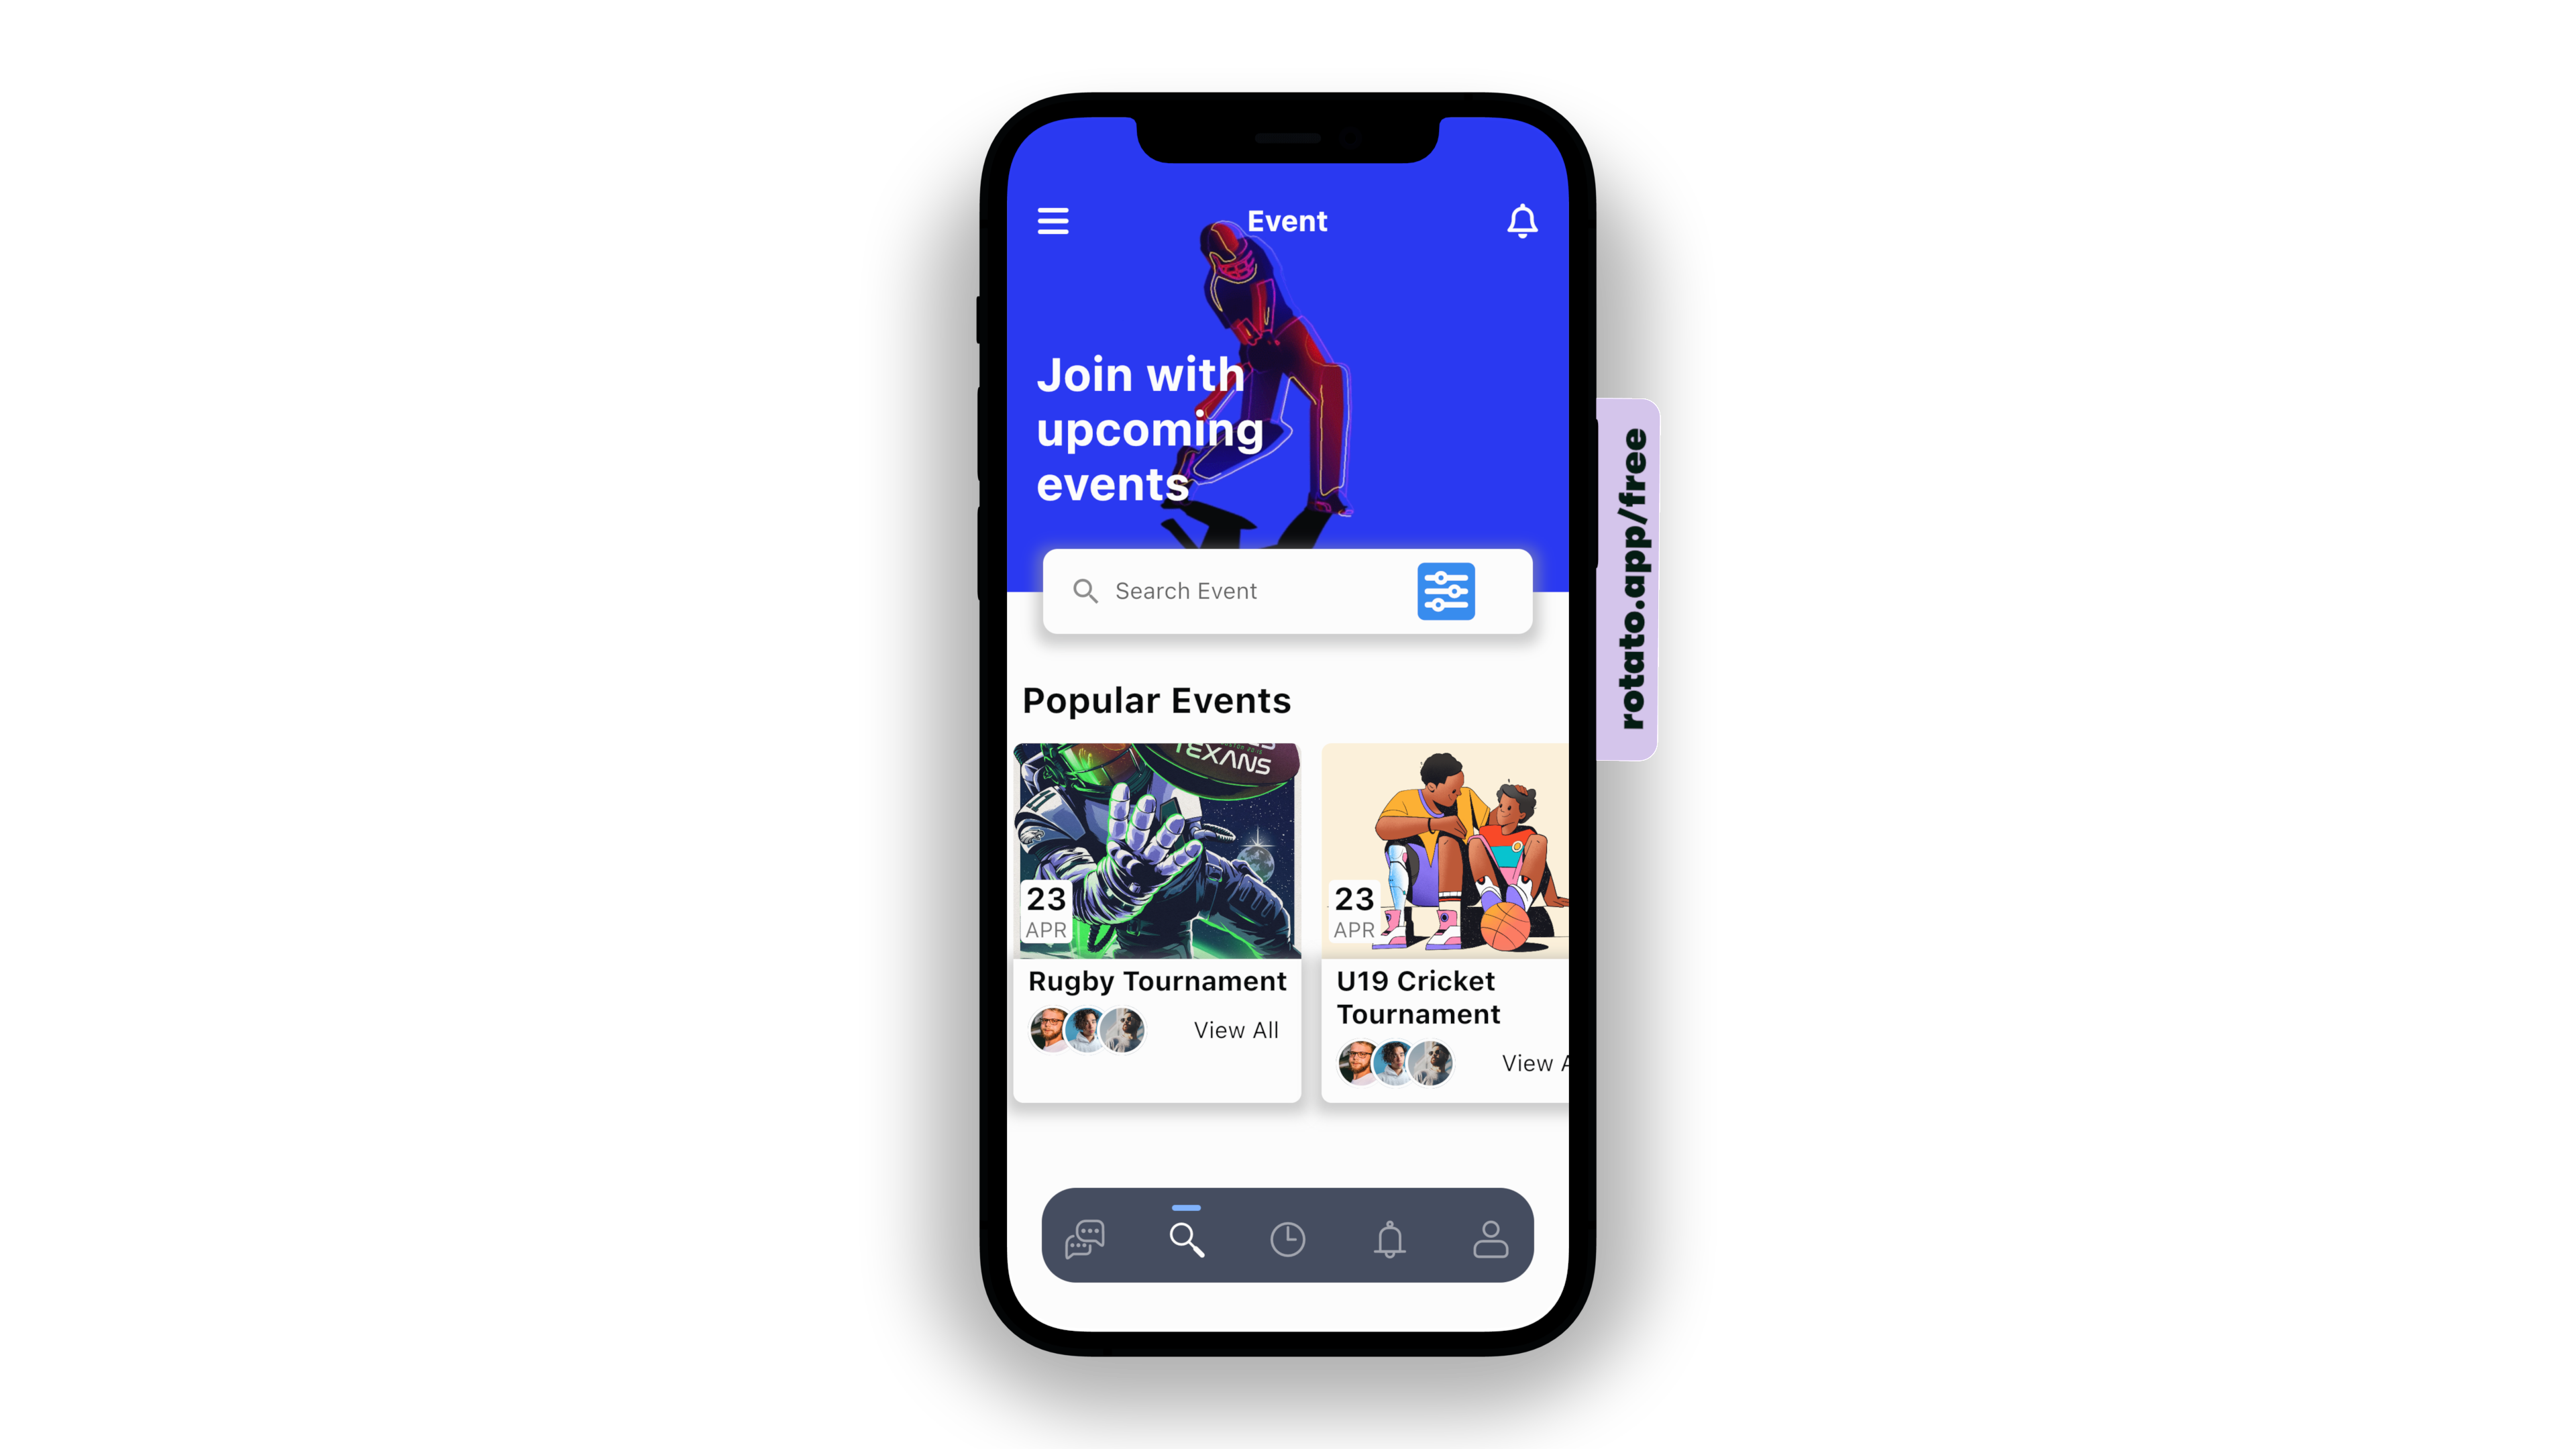 Event
Join with
upcoming
events
Search Event
Popular Events
TEXANS
23
APR
23
APR
Rugby Tournament
View All
U19 Cricket
Tournament
View A
rotato.app/free